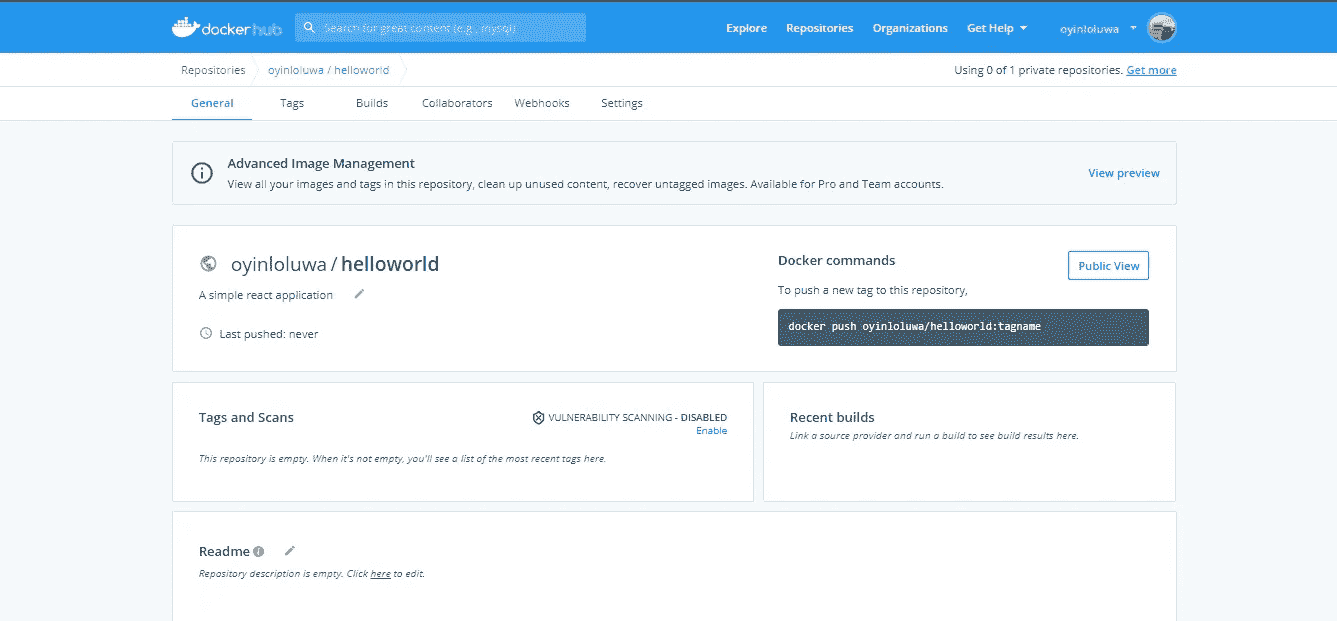 dockerhub
Search for great content (e.g., mysql)
Explore
Repositories
Organizations
Get Help
oyinloluwa
Repositories
oyinloluwa / helloworld
Using 0 of 1 private repositories. Get more
General
Tags
Builds
Collaborators
Webhooks
Settings
Advanced Image Management
View all your images and tags in this repository, clean up unused content, recover untagged images. Available for Pro and Team accounts.
View preview
oyinloluwa / helloworld
A simple react application
Last pushed: never
Docker commands
Public View
To push a new tag to this repository,
docker push oyinloluwa/helloworld:tagname
Tags and Scans
VULNERABILITY SCANNING - DISABLED
Enable
This repository is empty. When it's not empty, you'll see a list of the most recent tags here.
Recent builds
Link a source provider and run a build to see build results here.
Readme
Repository description is empty. Click here to edit.